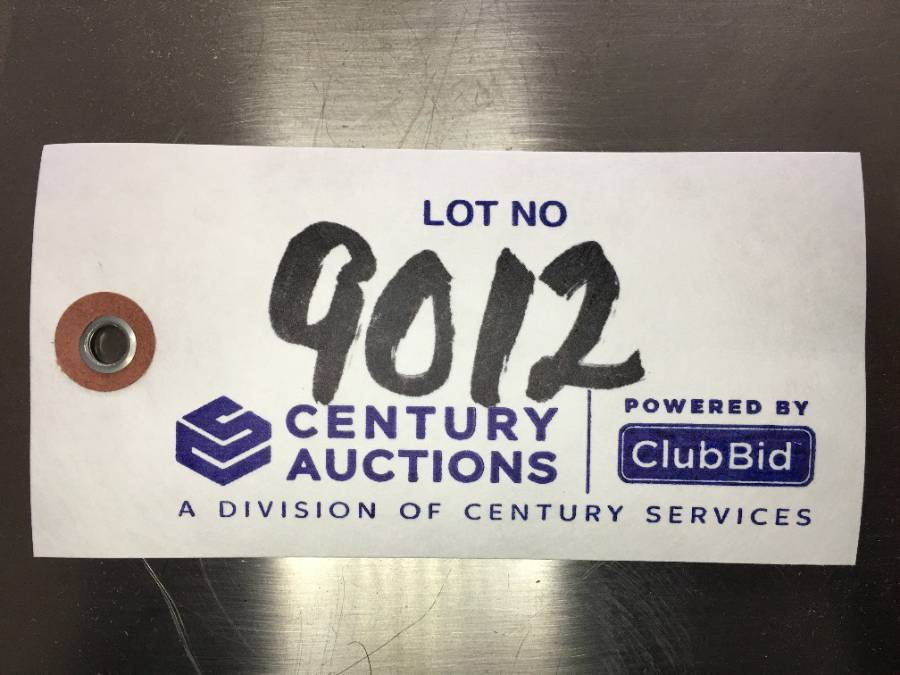 LOT NO
9012
CENTURY
AUCTIONS
POWERED BY
ClubBid
A DIVISION OF CENTURY SERVICES